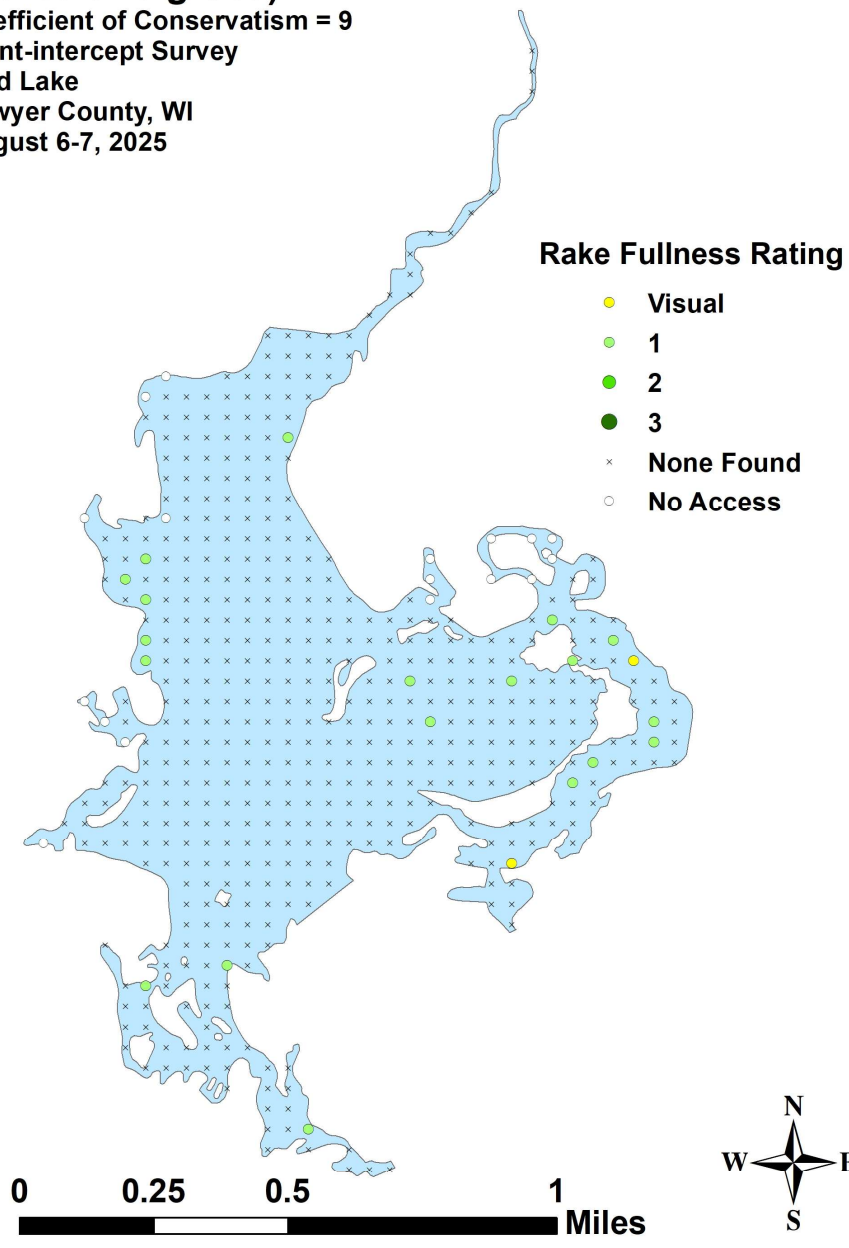 efficient of Conservatism = 9
nt-intercept Survey
d Lake
wyer County, WI
gust 6-7, 2025
Rake Fullness Rating
Visual
1
2
3
None Found
No Access
N
W
S
0 0.25 0.5 1
Miles